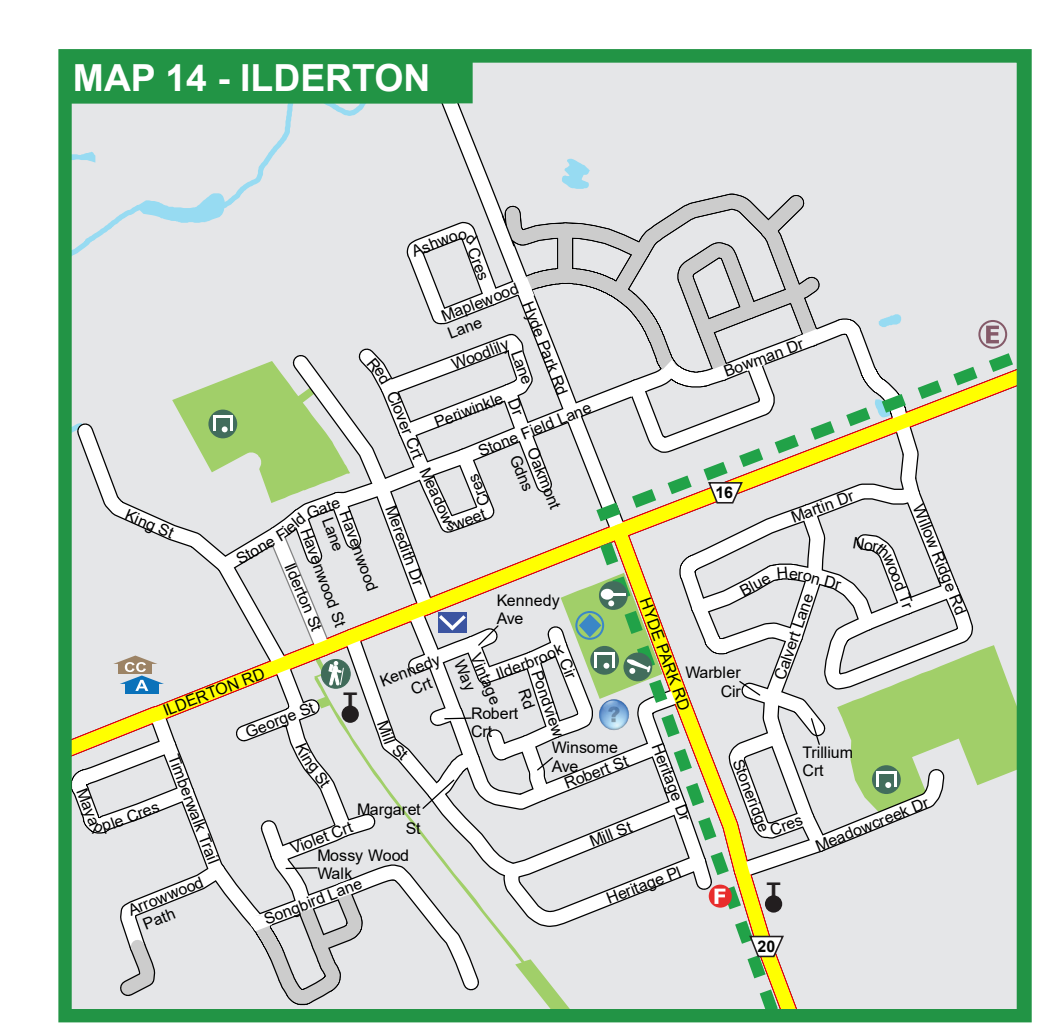 MAP 14 - ILDERTON
Ashwood
Cres
Maplewood
Lane
Hyde Park Rd
Woodlily
Lane
Red Clover Crt
Periwinkle
Dr
Stone Field Lane
Bowman Dr
E
Oakmont
Gdns
Meadows
Sweet
Cres
16
King St
Stone Field Gate
Havenwood
Lane
Havenwood St
Ilderton St
Meredith Dr
Martin Dr
Willow Ridge Rd
Northwood Tr
Blue Heron Dr
Calvert Lane
Kennedy
Ave
HYDE PARK RD
CC
A
ILDERTON RD
Kennedy
Crt
Vintage
Way
Ilderbrook
Cir
Pondview
Rd
Warbler
Cir
George St
Robert
Crt
?
King St
Mill St
Winsome
Ave
Robert St
Heritage Dr
Trillium
Crt
Timberwalk Trail
Stoneridge
Cres
Maya
pple Cres
Margaret
St
Mill St
Meadowcreek Dr
Violet Crt
Mossy Wood
Walk
Heritage Pl
Arrowwood
Path
Songbird Lane
F
20